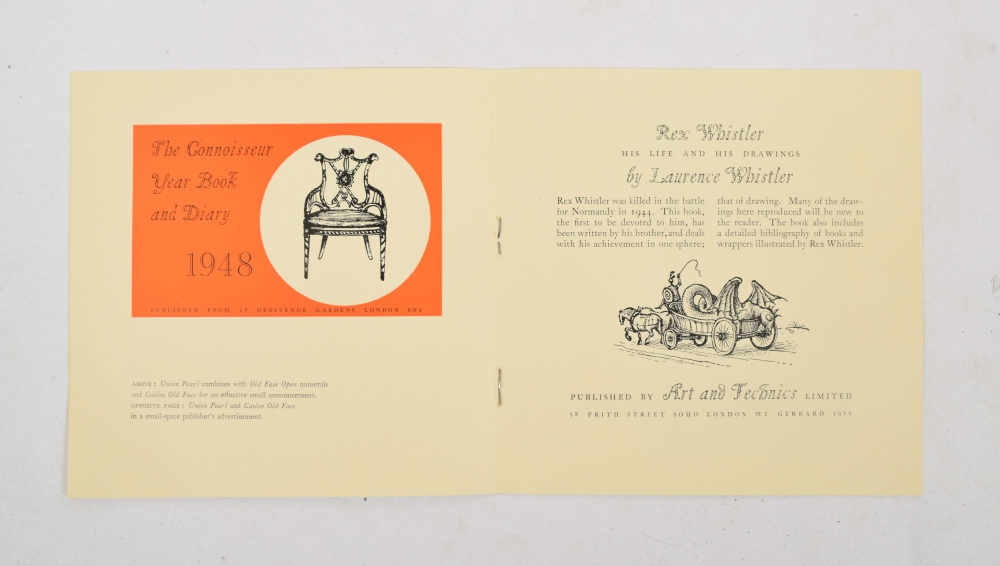 The Connoisseur
Year Book
and Diary
1948
PUBLISHED FROM 28 GROSVENOR GARDENS LONDON SW1
ABOVE: Union Pearl combines with Old Face Open numerals
and Caslon Old Face for an effective small announcement.
OPPOSITE PAGE: Union Pearl and Caslon Old Face
in a small-space publisher's advertisement.
Rex Whistler
HIS LIFE AND HIS DRAWINGS
by Laurence Whistler
Rex Whistler was killed in the battle
for Normandy in 1944. This book,
the first to be devoted to him, has
been written by his brother, and deals
with his achievement in one sphere;
that of drawing. Many of the draw-
ings here reproduced will be new to
the reader. The book also includes
a detailed bibliography of books and
wrappers illustrated by Rex Whistler.
PUBLISHED BY Art and Technics LIMITED
58 FRITH STREET SOHO LONDON W1 GERRARD 3912